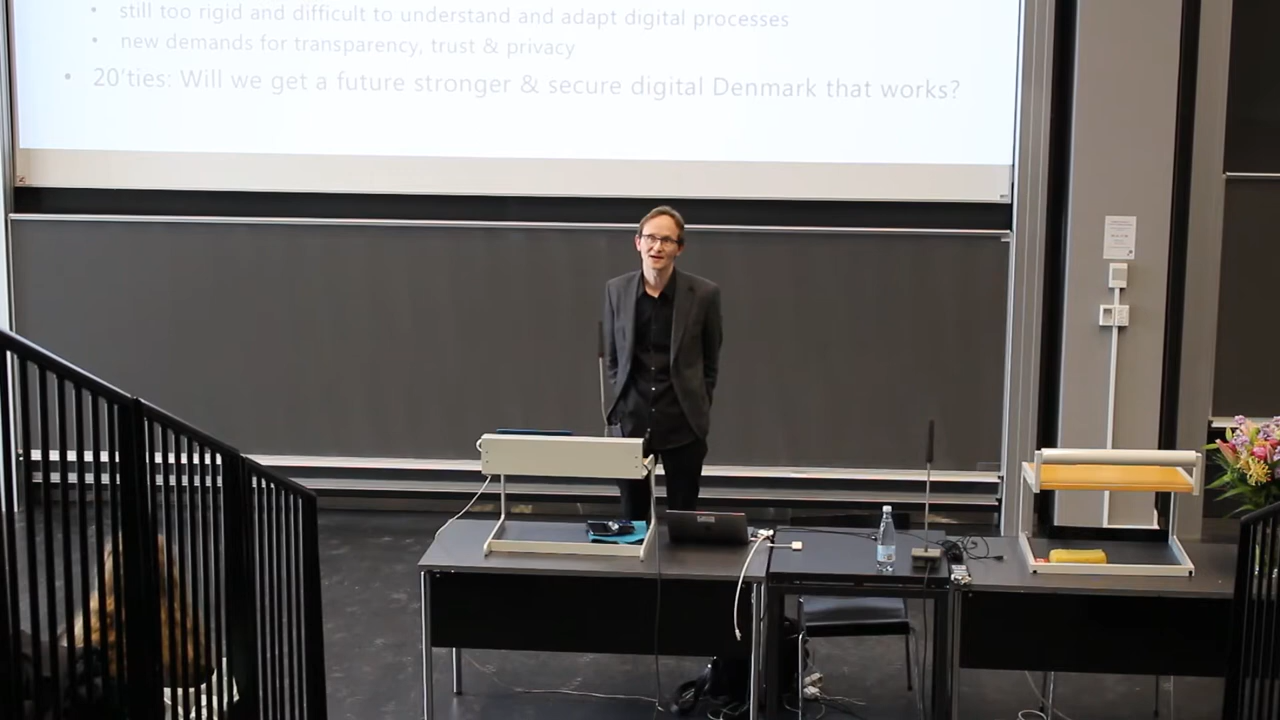 • still too rigid and difficult to understand and adapt digital processes
• new demands for transparency, trust & privacy
• 20'ties: Will we get a future stronger & secure digital Denmark that works?